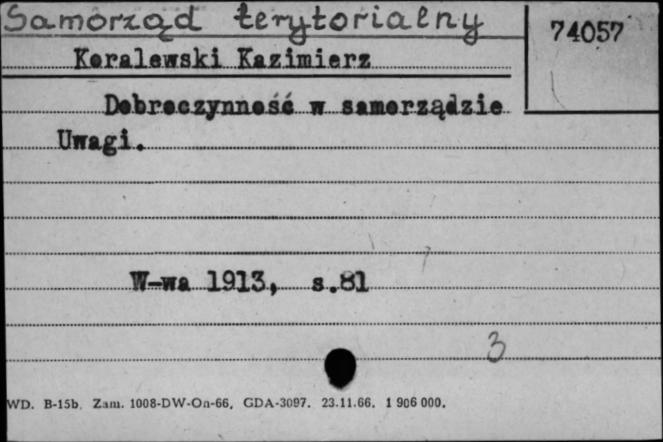 Samorząd terytorialny
74057
Koralewski Kazimierz
Dobroczynność w samorządzie
Uwagi.
W-wa 1913, s.81
3
WD. B-15b. Zam. 1008-DW-Oa-66. GDA-3097. 23.11.66. 1 906 000.